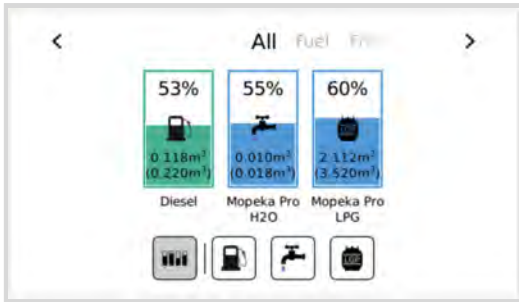 All Fuel
53% 55% 60%
0.118m³ 0.010m³ 2.112m³
(0.220m³) (0.018m³) (3.520m³)
Diesel Mopeka Pro Mopeka Pro
H2O LPG